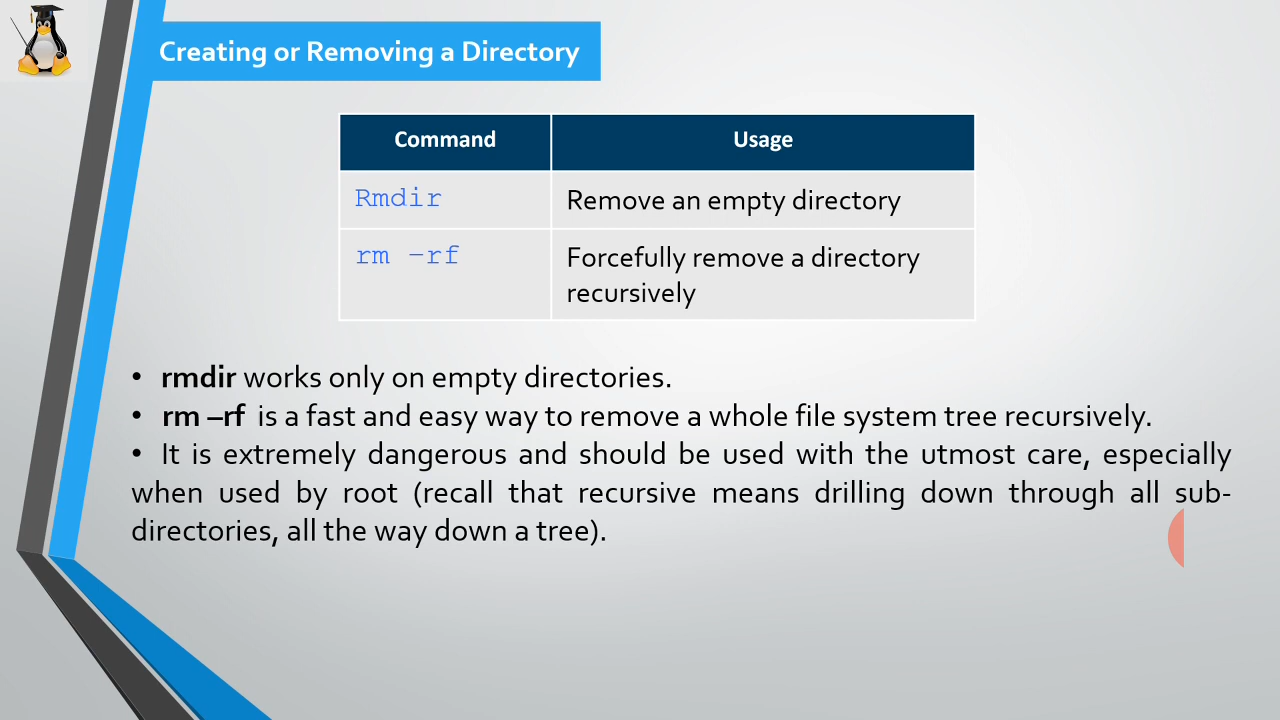 Creating or Removing a Directory
Command Usage
Rmdir Remove an empty directory
rm –rf Forcefully remove a directory
recursively
• rmdir works only on empty directories.
• rm –rf is a fast and easy way to remove a whole file system tree recursively.
• It is extremely dangerous and should be used with the utmost care, especially
when used by root (recall that recursive means drilling down through all sub-
directories, all the way down a tree).